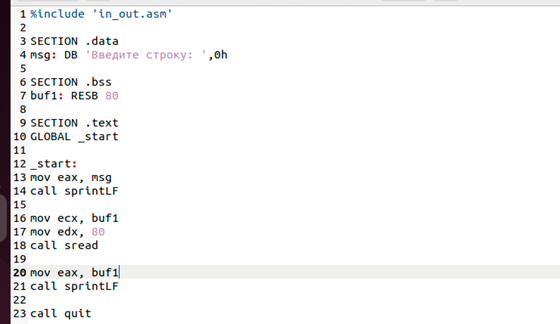 1 %include 'in_out.asm'
2
3 SECTION .data
4 msg: DB 'Введите строку: ',0h
5
6 SECTION .bss
7 buf1: RESB 80
8
9 SECTION .text
10 GLOBAL _start
11
12 _start:
13 mov eax, msg
14 call sprintLF
15
16 mov ecx, buf1
17 mov edx, 80
18 call sread
19
20 mov eax, buf1
21 call sprintLF
22
23 call quit